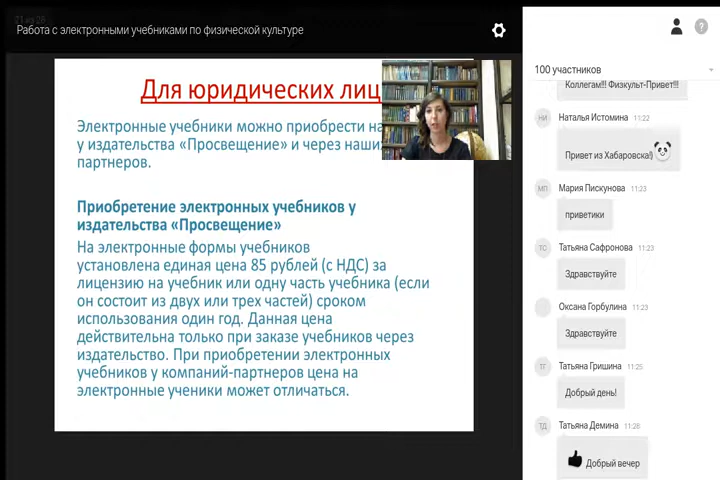 21 из 26
Работа с электронными учебниками по физической культуре
Для юридических лиц
Электронные учебники можно приобрести на
у издательства «Просвещение» и через наши
партнеров.
Приобретение электронных учебников у
издательства «Просвещение»
На электронные формы учебников
установлена единая цена 85 рублей (с НДС) за
лицензию на учебник или одну часть учебника (если
он состоит из двух или трех частей) сроком
использования один год. Данная цена
действительна только при заказе учебников через
издательство. При приобретении электронных
учебников у компаний-партнеров цена на
электронные ученики может отличаться.
?
100 участников
Коллегам!!! Физкульт-Привет!!!
НИ Наталья Истомина 11:22
Привет из Хабаровска!)
МП Мария Пискунова 11:23
приветики
ТС Татьяна Сафронова 11:23
Здравствуйте
Оксана Горбулина 11:23
Здравствуйте
ТГ Татьяна Гришина 11:25
Добрый день!
ТД Татьяна Демина 11:28
Добрый вечер